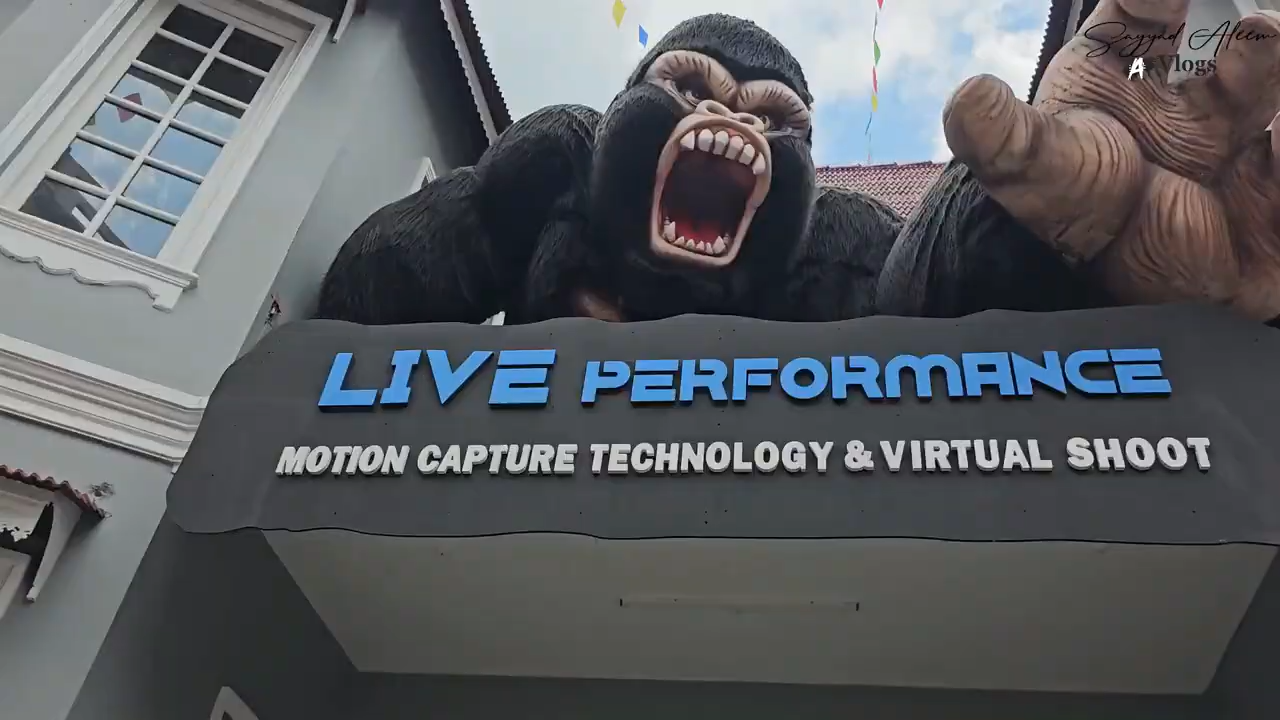 Sayyad Aleem
Vlogs
LIVE PERFORMANCE
MOTION CAPTURE TECHNOLOGY & VIRTUAL SHOOT